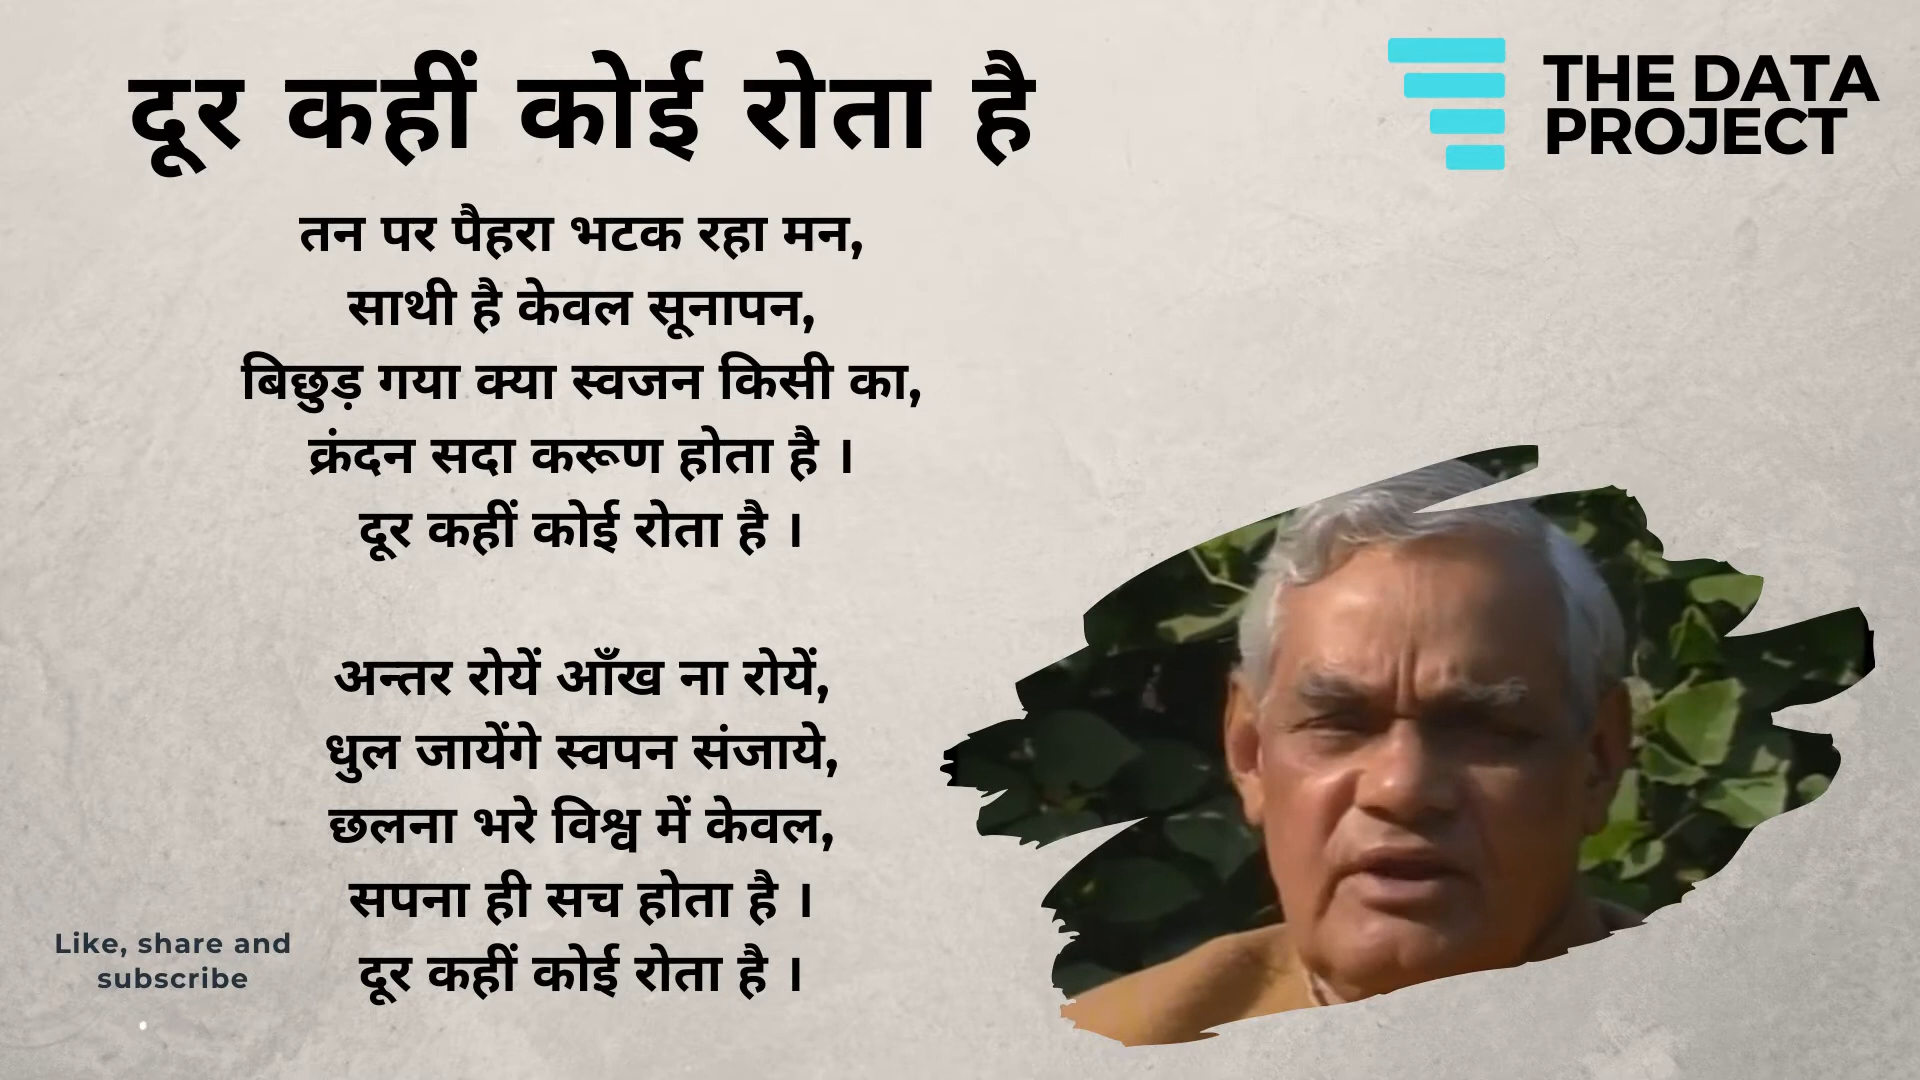 दूर कहीं कोई रोता है
THE DATA
PROJECT
तन पर पैहरा भटक रहा मन,
साथी है केवल सूनापन,
बिछुड़ गया क्या स्वजन किसी का,
क्रंदन सदा करूण होता है ।
दूर कहीं कोई रोता है ।
अन्तर रोयें आँख ना रोयें,
धुल जायेंगे स्वपन संजाये,
छलना भरे विश्व में केवल,
सपना ही सच होता है ।
दूर कहीं कोई रोता है ।
Like, share and
subscribe